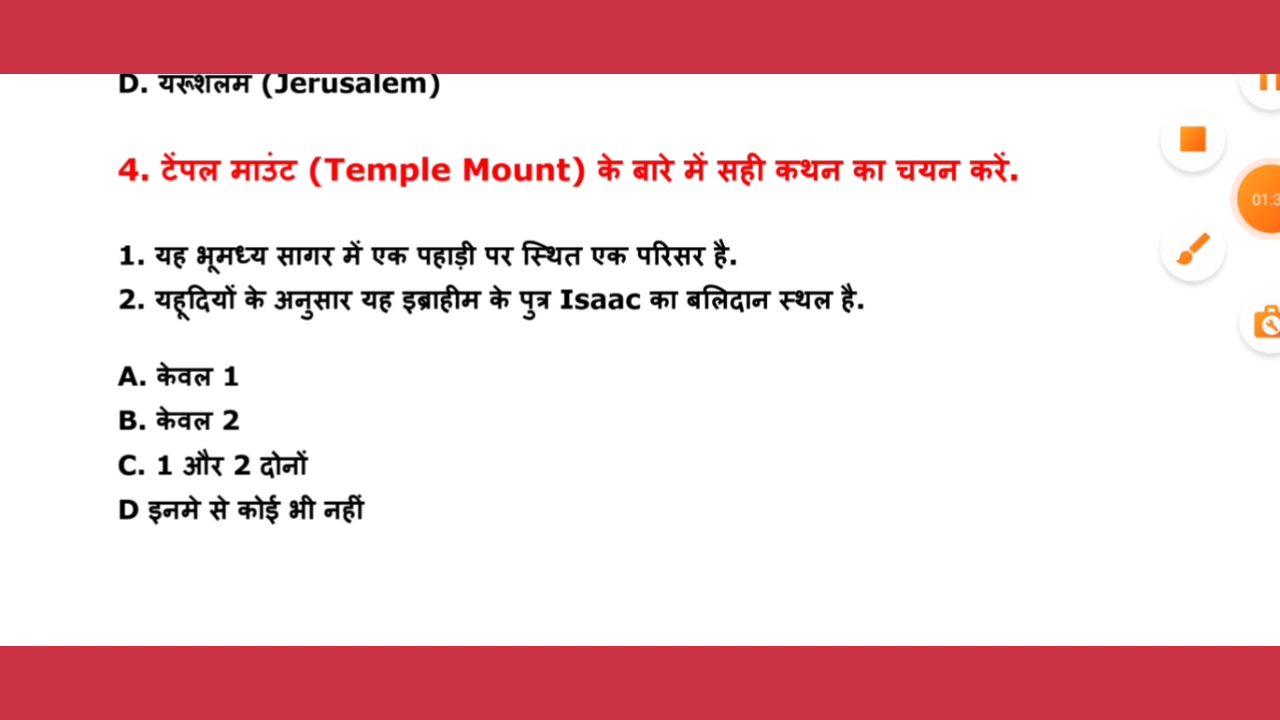 D. यरूशलम (Jerusalem)
4. टेंपल माउंट (Temple Mount) के बारे में सही कथन का चयन करें.
1. यह भूमध्य सागर में एक पहाड़ी पर स्थित एक परिसर है.
2. यहूदियों के अनुसार यह इब्राहीम के पुत्र Isaac का बलिदान स्थल है.
A. केवल 1
B. केवल 2
C. 1 और 2 दोनों
D इनमे से कोई भी नहीं